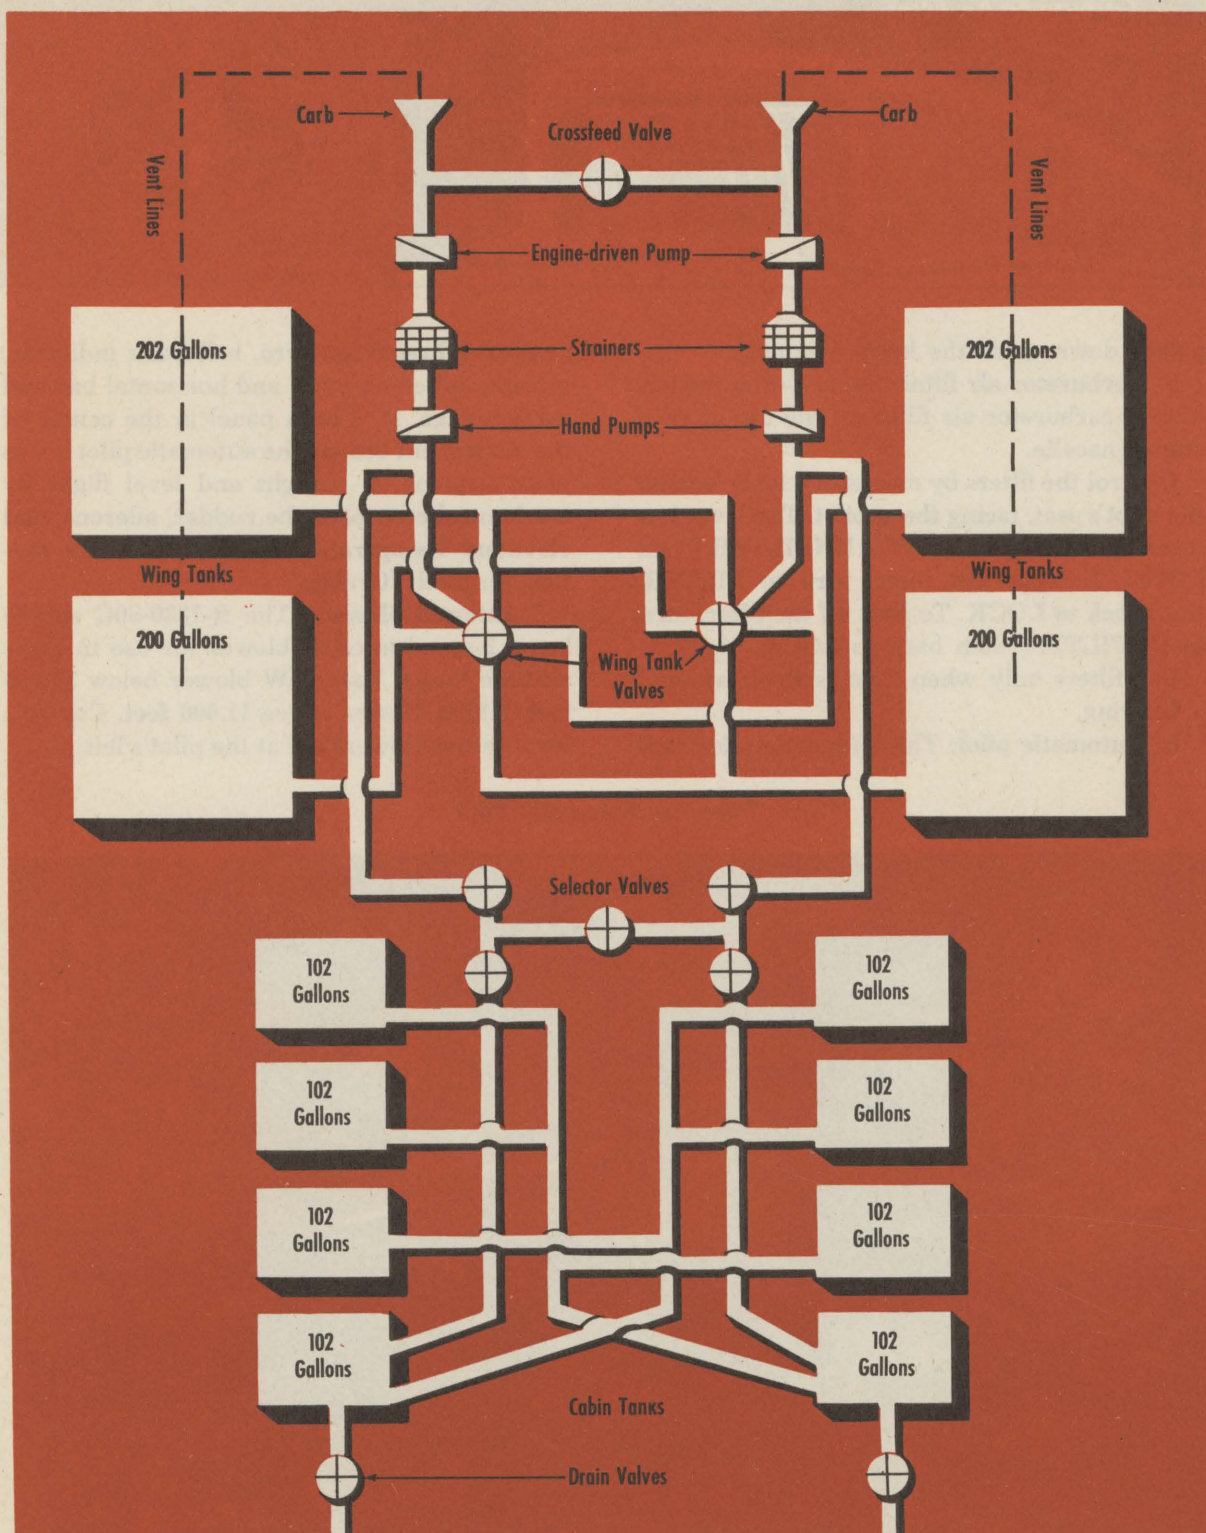 Carb
Carb
Crossfeed Valve
Vent Lines
Vent Lines
Engine-driven Pump
202 Gallons
Strainers
202 Gallons
Hand Pumps
Wing Tanks
Wing Tanks
200 Gallons
200 Gallons
Wing Tank
Valves
Selector Valves
102
Gallons
102
Gallons
102
Gallons
102
Gallons
102
Gallons
102
Gallons
102
Gallons
102
Gallons
Cabin Tanks
Drain Valves